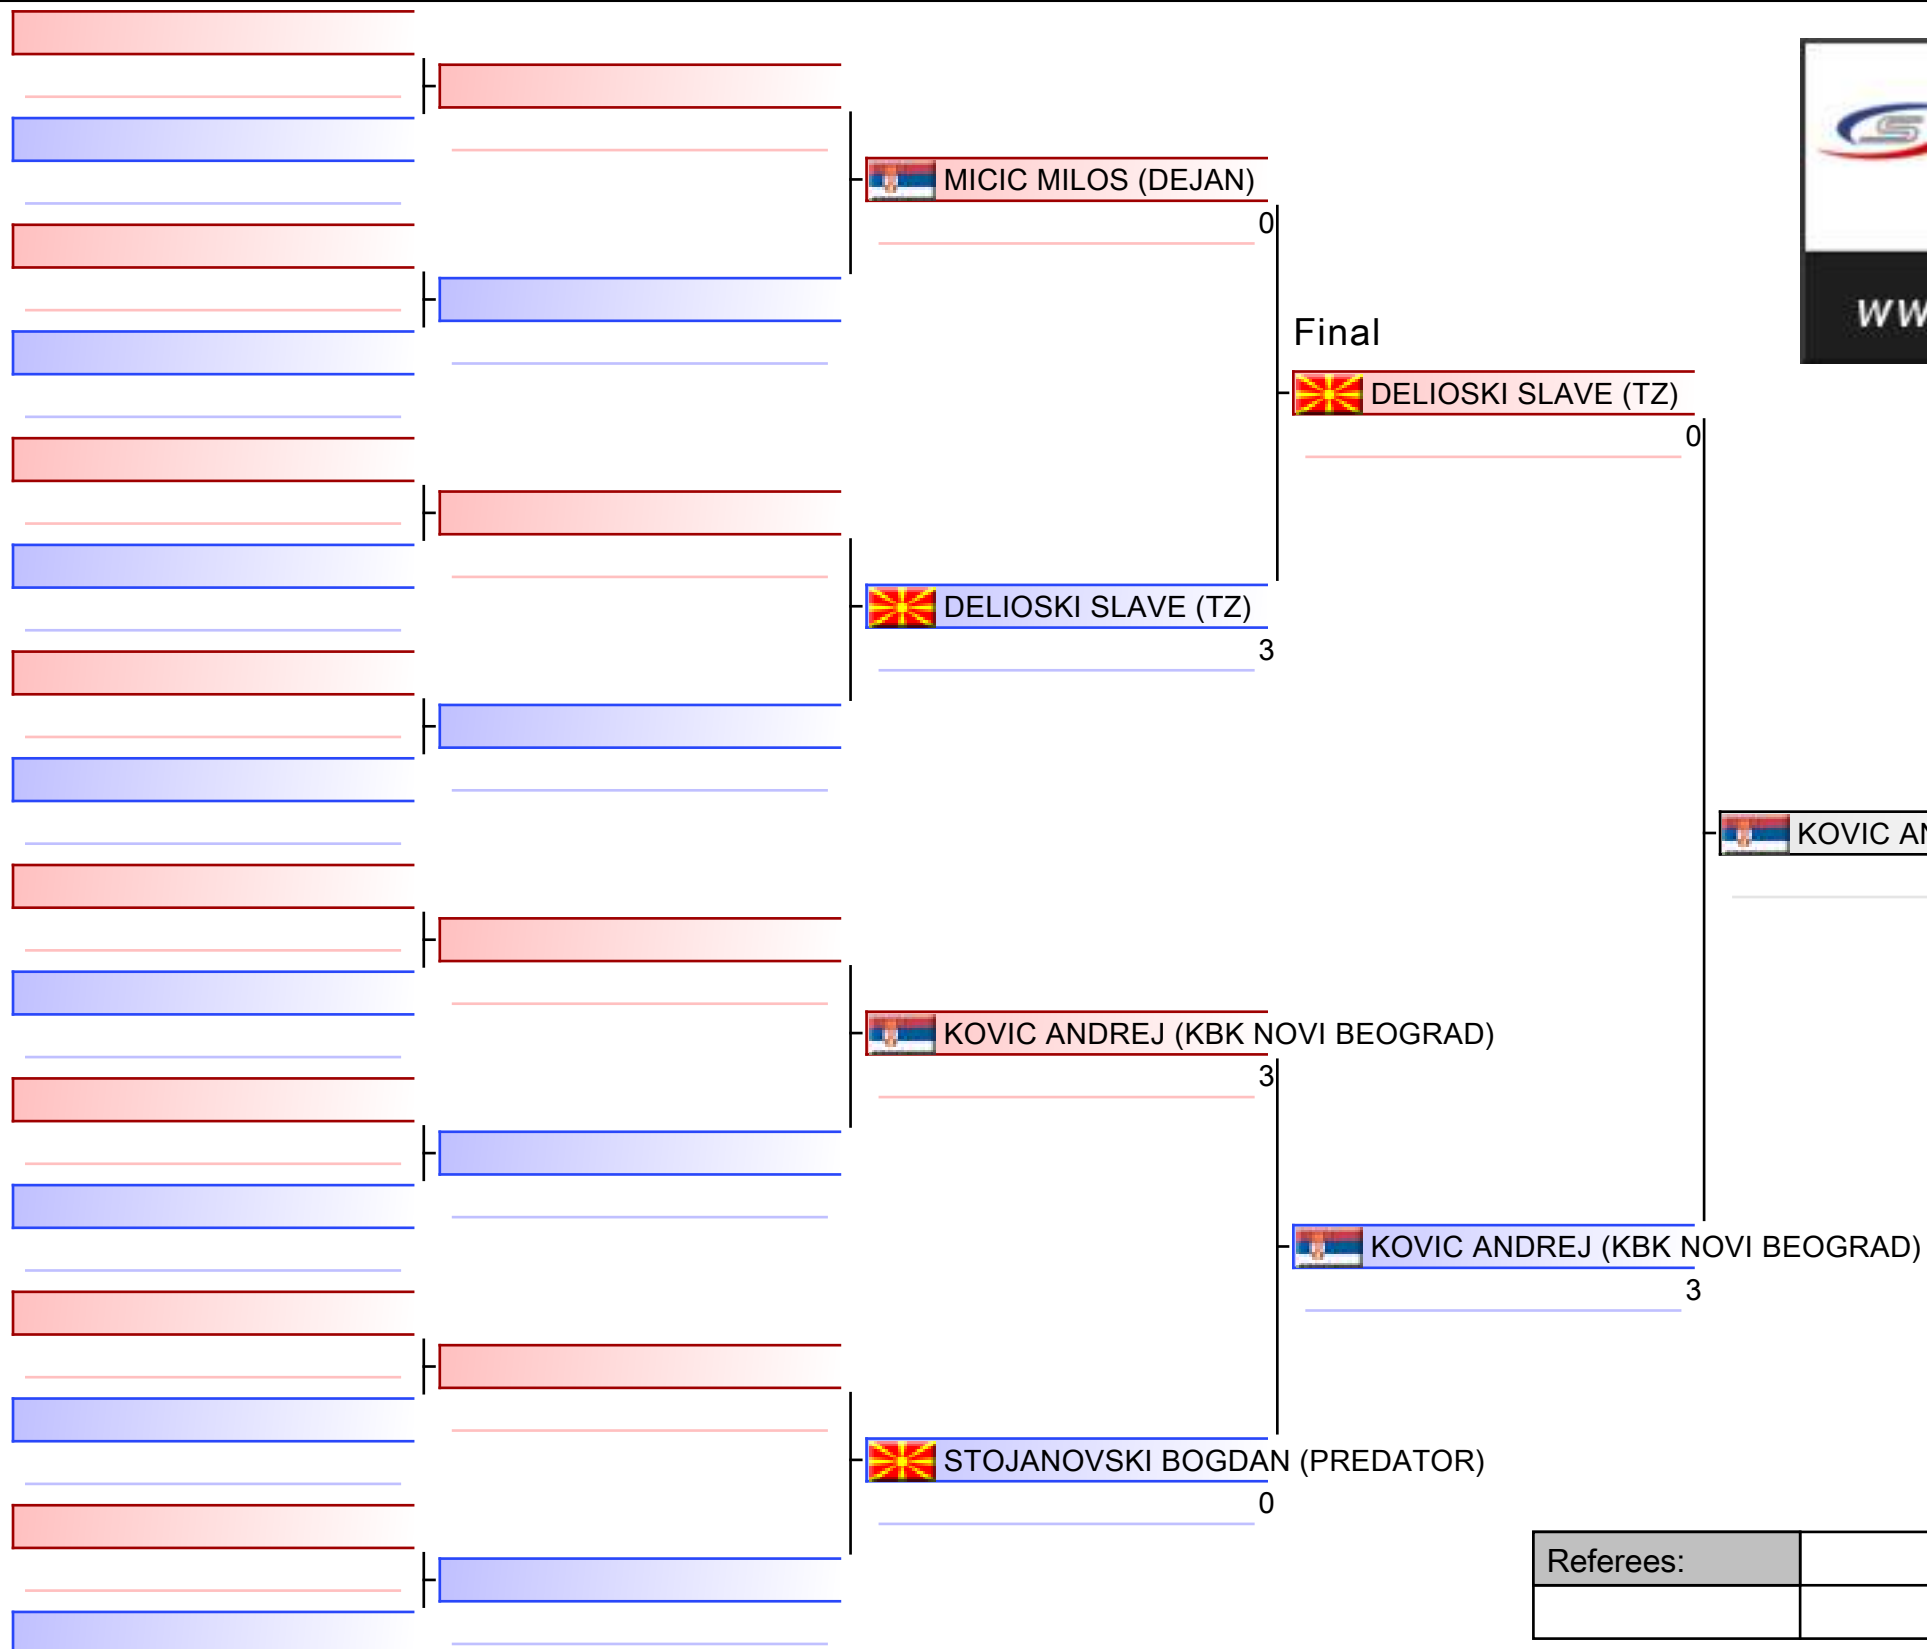 MICIC MILOS (DEJAN)
0
Final
DELIOSKI SLAVE (TZ)
0
DELIOSKI SLAVE (TZ)
3
KOVIC AN
KOVIC ANDREJ (KBK NOVI BEOGRAD)
3
KOVIC ANDREJ (KBK NOVI BEOGRAD)
3
STOJANOVSKI BOGDAN (PREDATOR)
0
Referees: